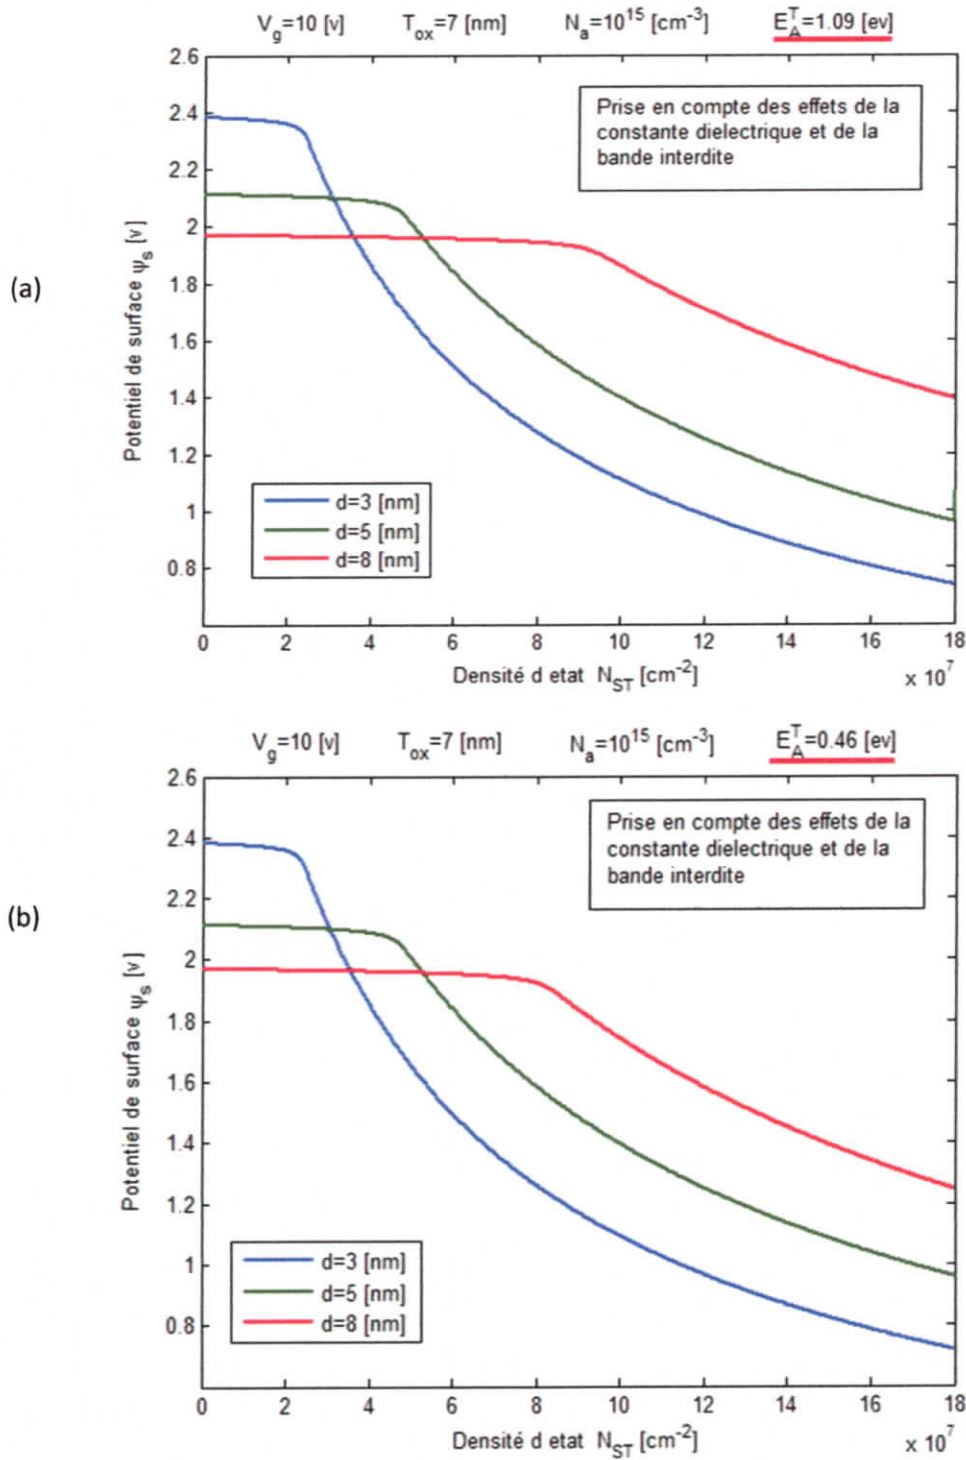 V_g=10 [v] T_ox=7 [nm] N_a=10^15 [cm^-3] E_A^T=1.09 [ev]
2.6
2.4
2.2
2
1.8
1.6
1.4
1.2
1
0.8
Potentiel de surface ψ_s [v]
Prise en compte des effets de la
constante dielectrique et de la
bande interdite
(a)
d=3 [nm]
d=5 [nm]
d=8 [nm]
0 2 4 6 8 10 12 14 16 18
Densité d etat N_ST [cm^-2]
x 10^7
V_g=10 [v] T_ox=7 [nm] N_a=10^15 [cm^-3] E_A^T=0.46 [ev]
2.6
2.4
2.2
2
1.8
1.6
1.4
1.2
1
0.8
Potentiel de surface ψ_s [v]
Prise en compte des effets de la
constante dielectrique et de la
bande interdite
(b)
d=3 [nm]
d=5 [nm]
d=8 [nm]
0 2 4 6 8 10 12 14 16 18
Densité d etat N_ST [cm^-2]
x 10^7